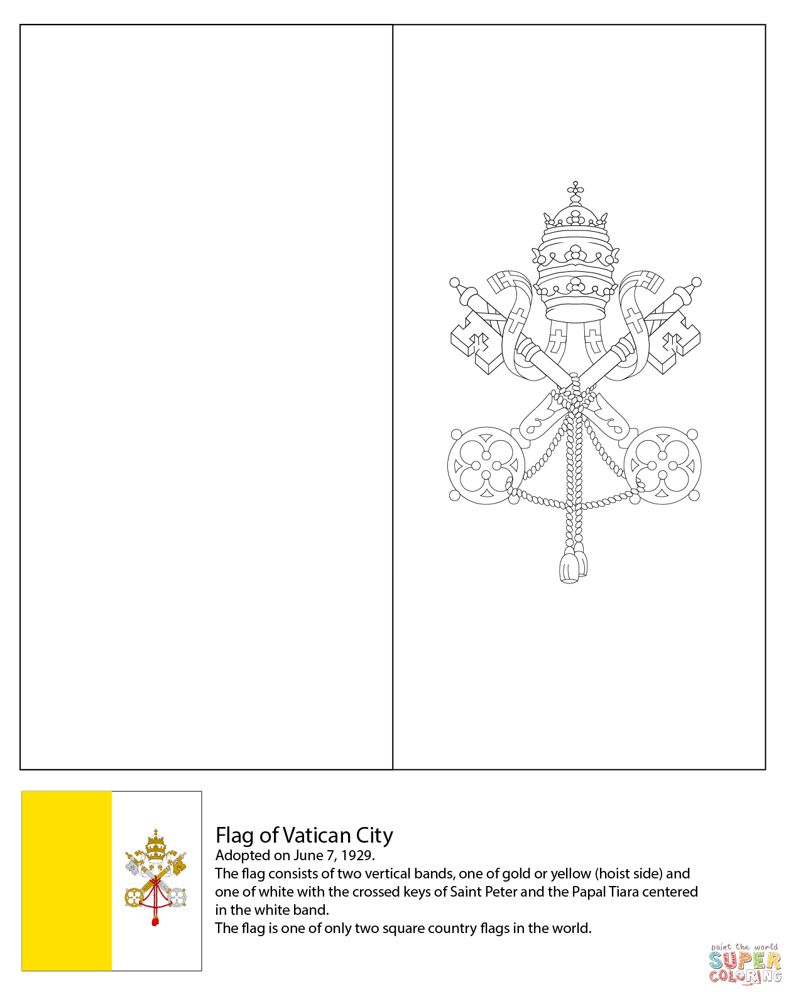 Flag of Vatican City
Adopted on June 7, 1929.
The flag consists of two vertical bands, one of gold or yellow (hoist side) and
one of white with the crossed keys of Saint Peter and the Papal Tiara centered
in the white band.
The flag is one of only two square country flags in the world.
paint the world
SUPER
COLORING